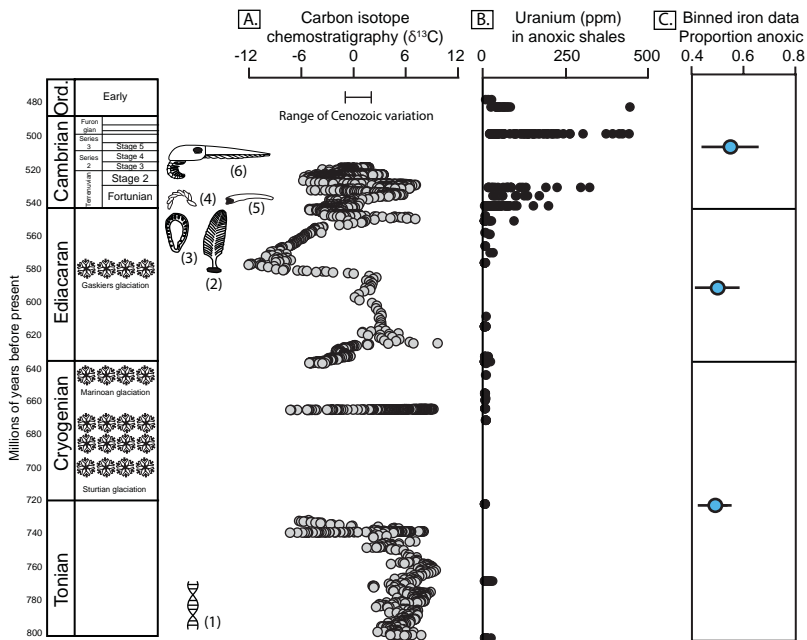 A.
Carbon isotope
chemostratigraphy (δ13C)
-12 -6 0 6 12
Range of Cenozoic variation
B.
Uranium (ppm)
in anoxic shales
0 250 500
C.
Binned iron data
Proportion anoxic
0.4 0.6 0.8
Millions of years before present
480
500
520
540
560
580
600
620
640
660
680
700
720
740
760
780
800
Ord.
Early
Cambrian
Furon
gian
Series
3
Stage 5
Series
2
Stage 4
Stage 3
Terreneuvian
Stage 2
Fortunian
Ediacaran
Gaskiers glaciation
Cryogenian
Marinoan glaciation
Sturtian glaciation
Tonian
(6)
(4)
(5)
(3)
(2)
(1)